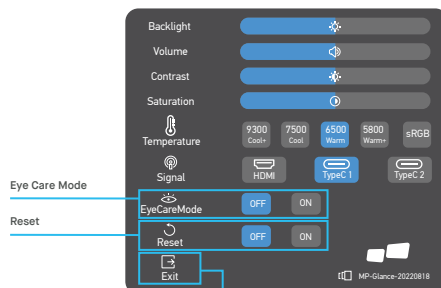 Backlight
Volume
Contrast
Saturation
Temperature
9300 7500 6500 5800 sRGB
Cool+ Cool Warm Warm+
Signal
HDMI TypeC 1 TypeC 2
Eye Care Mode
EyeCareMode OFF ON
Reset
Reset OFF ON
Exit
MP-Glance-20220818